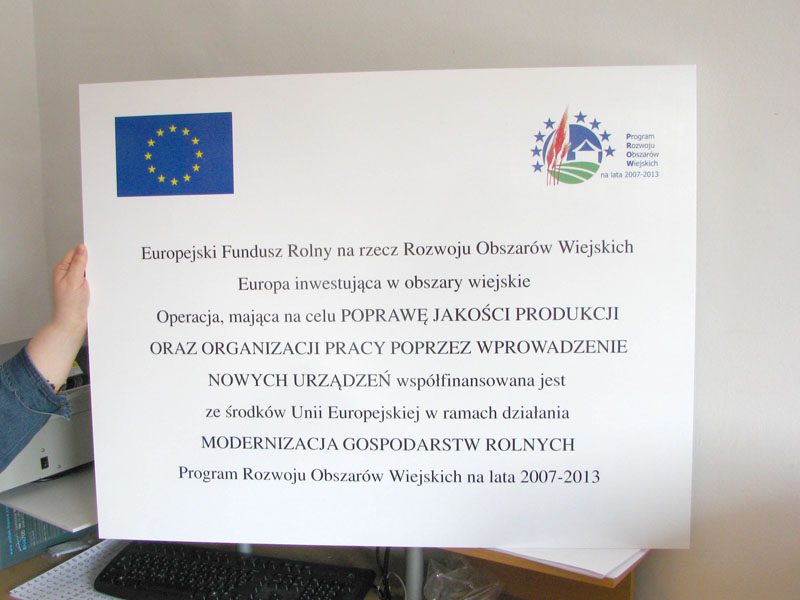 Program
Rozwoju
Obszarów
Wiejskich
na lata 2007-2013
Europejski Fundusz Rolny na rzecz Rozwoju Obszarów Wiejskich
Europa inwestująca w obszary wiejskie
Operacja, mająca na celu POPRAWĘ JAKOŚCI PRODUKCJI
ORAZ ORGANIZACJI PRACY POPRZEZ WPROWADZENIE
NOWYCH URZĄDZEŃ współfinansowana jest
ze środków Unii Europejskiej w ramach działania
MODERNIZACJA GOSPODARSTW ROLNYCH
Program Rozwoju Obszarów Wiejskich na lata 2007-2013